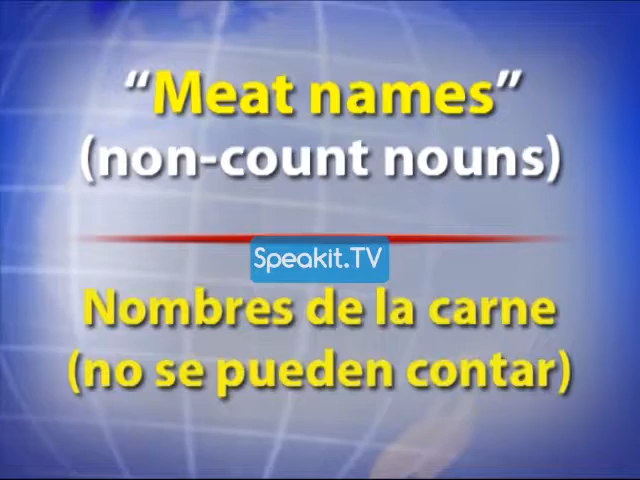 “Meat names”
(non-count nouns)
Speakit.TV
Nombres de la carne
(no se pueden contar)